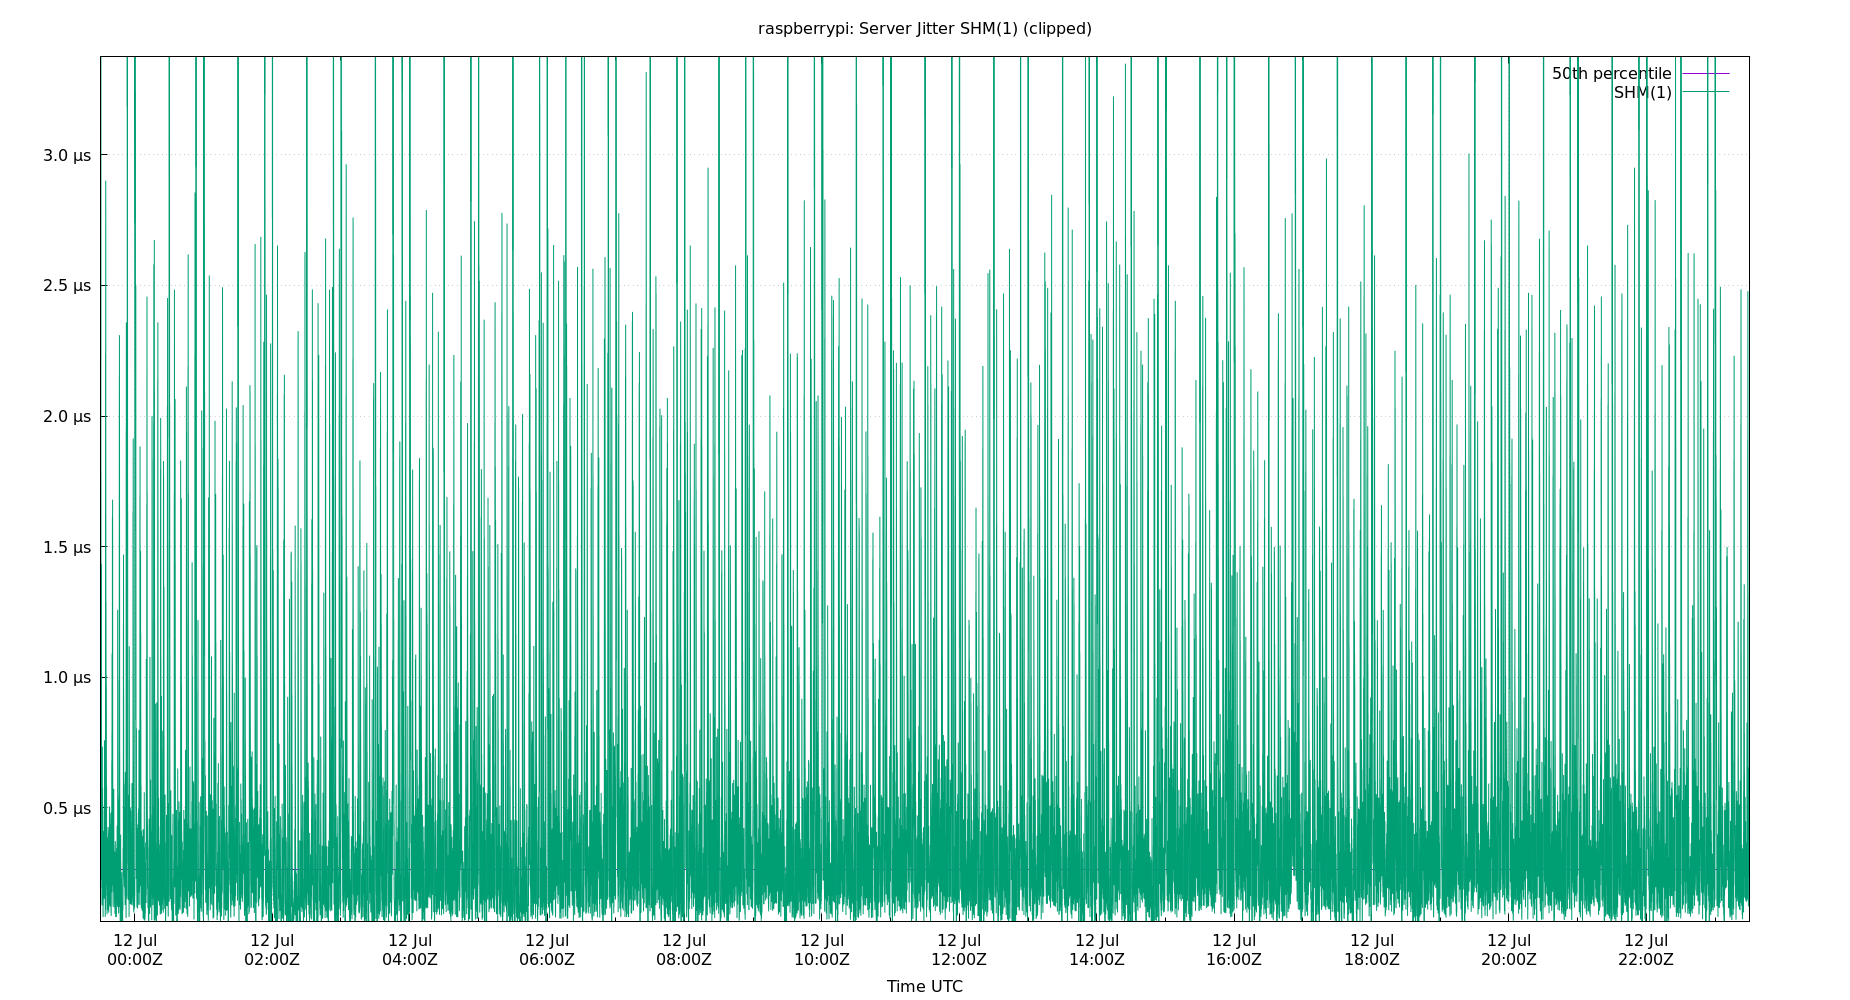 raspberrypi: Server Jitter SHM(1) (clipped)
50th percentile
SHM(1)
3.0 µs
2.5 µs
2.0 µs
1.5 µs
1.0 µs
0.5 µs
12 Jul 12 Jul 12 Jul 12 Jul 12 Jul 12 Jul 12 Jul 12 Jul 12 Jul 12 Jul 12 Jul 12 Jul
00:00Z 02:00Z 04:00Z 06:00Z 08:00Z 10:00Z 12:00Z 14:00Z 16:00Z 18:00Z 20:00Z 22:00Z
Time UTC